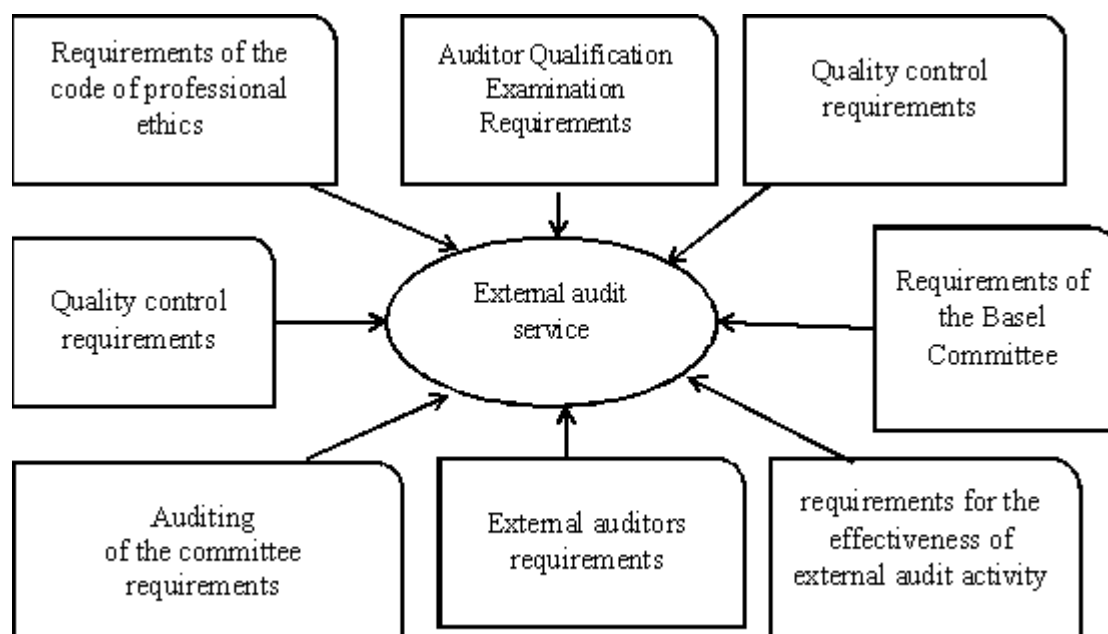 Requirements of the
code of professional
ethics
Auditor Qualification
Examination
Requirements
Quality control
requirements
Quality control
requirements
External audit
service
Requirements of
the Basel
Committee
Auditing
of the committee
requirements
External auditors
requirements
requirements for the
effectiveness of
external audit activity